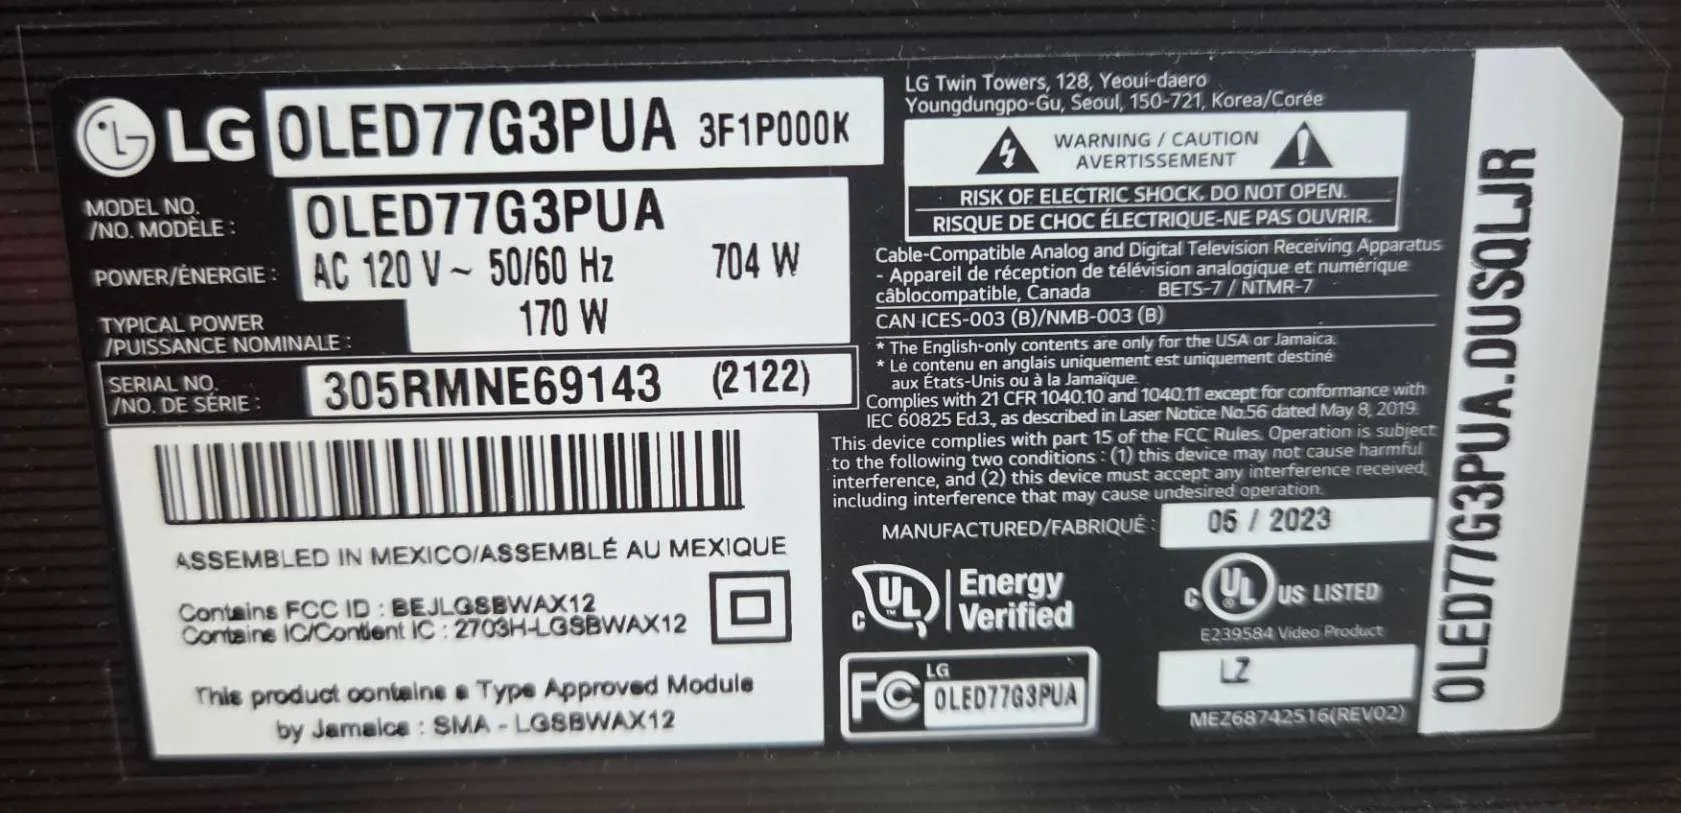 LG OLED77G3PUA 3F1P000K
MODEL NO.
/NO. MODÈLE :
OLED77G3PUA
POWER/ÉNERGIE :
AC 120 V ~ 50/60 Hz 704 W
TYPICAL POWER
/PUISSANCE NOMINALE :
170 W
SERIAL NO.
/NO. DE SÉRIE :
305RMNE69143 (2122)
ASSEMBLED IN MEXICO/ASSEMBLÉ AU MEXIQUE
Contains FCC ID : BEJLGSBWAX12
Contains IC/Contient IC : 2703H-LGSBWAX12
This product contains a Type Approved Module
by Jamaica : SMA - LGSBWAX12
LG Twin Towers, 128, Yeoui-daero
Youngdungpo-Gu, Seoul, 150-721, Korea/Corée
WARNING / CAUTION
AVERTISSEMENT
RISK OF ELECTRIC SHOCK, DO NOT OPEN.
RISQUE DE CHOC ÉLECTRIQUE-NE PAS OUVRIR.
Cable-Compatible Analog and Digital Television Receiving Apparatus
- Appareil de réception de télévision analogique et numérique
câblocompatible, Canada BETS-7 / NTMR-7
CAN ICES-003 (B)/NMB-003 (B)
* The English-only contents are only for the USA or Jamaica.
* Le contenu en anglais uniquement est uniquement destiné
aux États-Unis ou à la Jamaïque.
Complies with 21 CFR 1040.10 and 1040.11 except for conformance with
IEC 60825 Ed.3., as described in Laser Notice No.56 dated May 8, 2019.
This device complies with part 15 of the FCC Rules. Operation is subject
to the following two conditions : (1) this device may not cause harmful
interference, and (2) this device must accept any interference received,
including interference that may cause undesired operation.
MANUFACTURED/FABRIQUÉ : 05 / 2023
C UL Energy
Verified
C UL US LISTED
E239584 Video Product
FC LG
OLED77G3PUA
LZ
MEZ68742516(REV02)
OLED77G3PUA.DUSQLJR